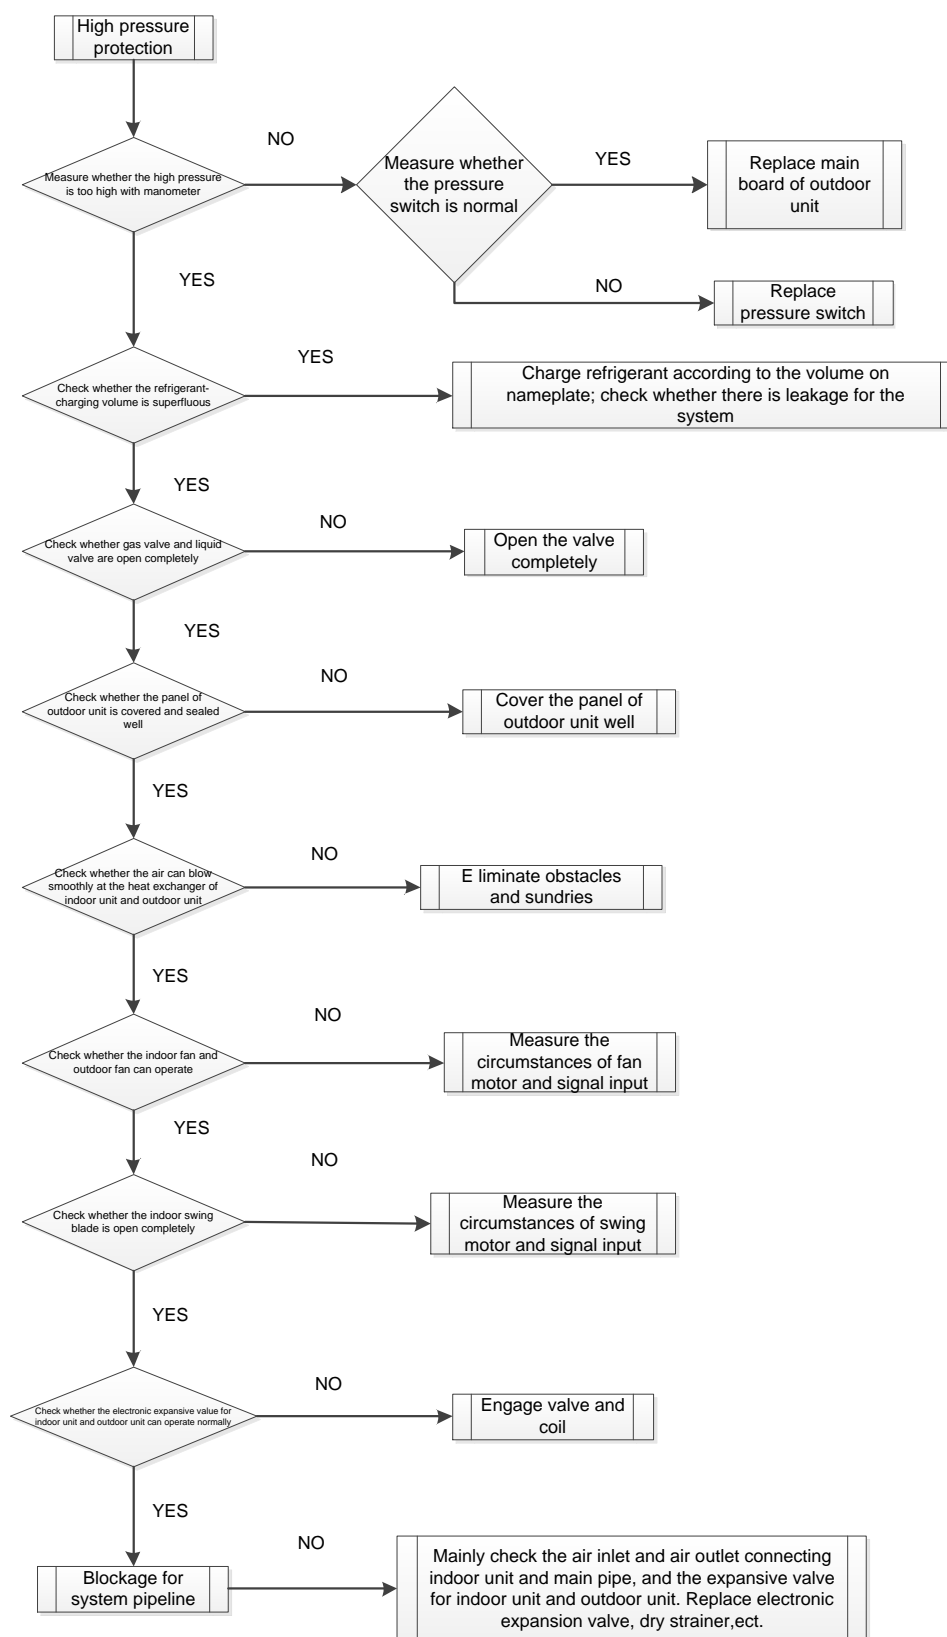 High pressure
protection
NO
Measure whether the high pressure
is too high with manometer
Measure whether
the pressure
switch is normal
YES
Replace main
board of outdoor
unit
YES
NO
Replace
pressure switch
YES
Check whether the refrigerant-
charging volume is superfluous
Charge refrigerant according to the volume on
nameplate; check whether there is leakage for the
system
YES
NO
Check whether gas valve and liquid
valve are open completely
Open the valve
completely
YES
NO
Check whether the panel of
outdoor unit is covered and sealed
well
Cover the panel of
outdoor unit well
YES
NO
Check whether the air can blow
smoothly at the heat exchanger of
indoor unit and outdoor unit
E liminate obstacles
and sundries
YES
NO
Check whether the indoor fan and
outdoor fan can operate
Measure the
circumstances of fan
motor and signal input
YES
NO
Check whether the indoor swing
blade is open completely
Measure the
circumstances of swing
motor and signal input
YES
NO
Check whether the electronic expansive value for
indoor unit and outdoor unit can operate normally
Engage valve and
coil
YES
NO
Blockage for
system pipeline
Mainly check the air inlet and air outlet connecting
indoor unit and main pipe, and the expansive valve
for indoor unit and outdoor unit. Replace electronic
expansion valve, dry strainer,ect.